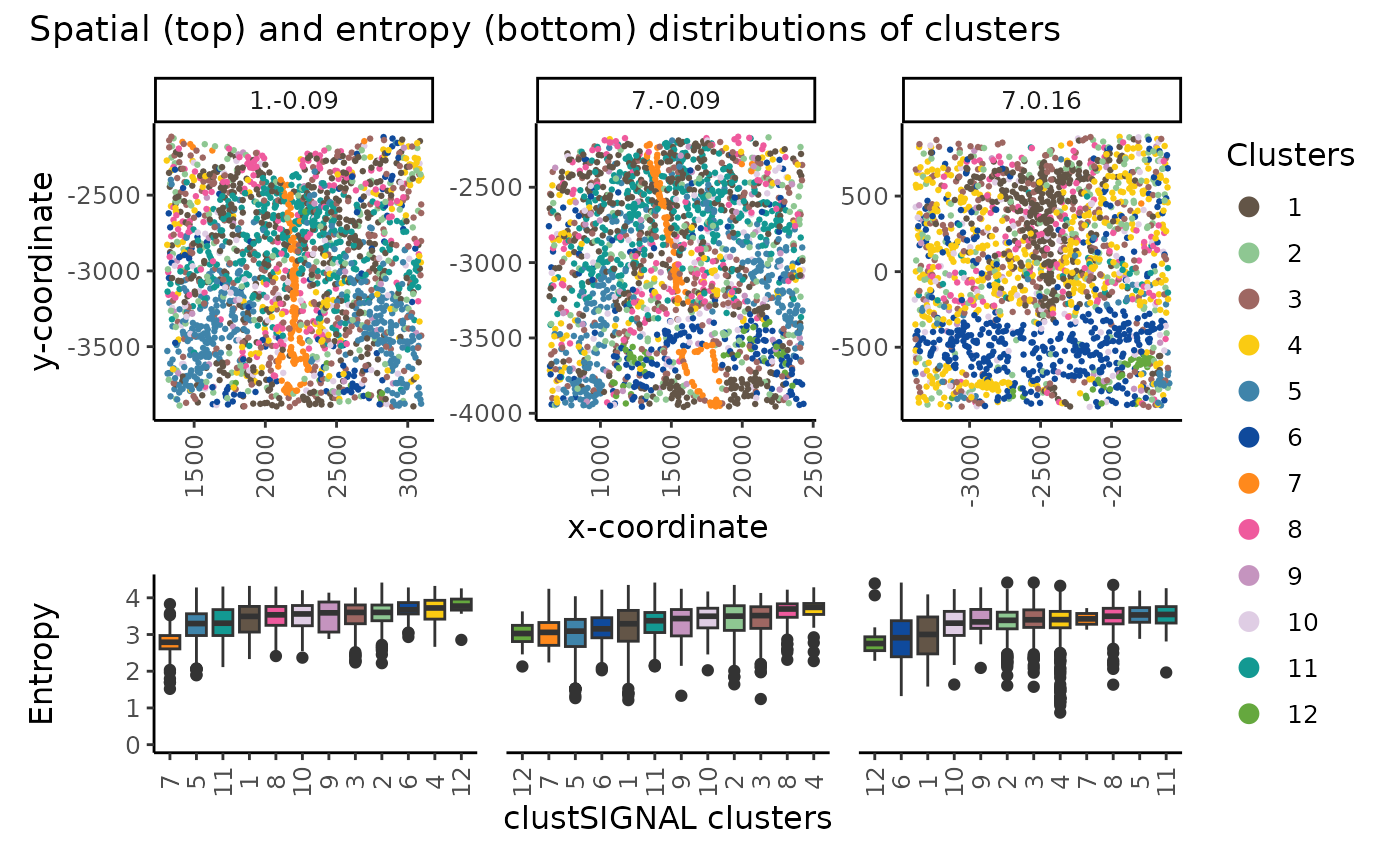 Spatial (top) and entropy (bottom) distributions of clusters
1.-0.09
7.-0.09
7.0.16
y-coordinate
-2500
-3000
-3500
-2500
-3000
-3500
-4000
500
0
-500
1500 2000 2500 3000
1000 1500 2000 2500
-3000 -2500 -2000
x-coordinate
Clusters
1
2
3
4
5
6
7
8
9
10
11
12
Entropy
4
3
2
1
0
7 5 11 1 8 10 9 3 2 6 4 12
12 7 5 6 1 11 9 10 2 3 8 4
12 6 1 10 9 2 3 4 7 8 5 11
clustSIGNAL clusters